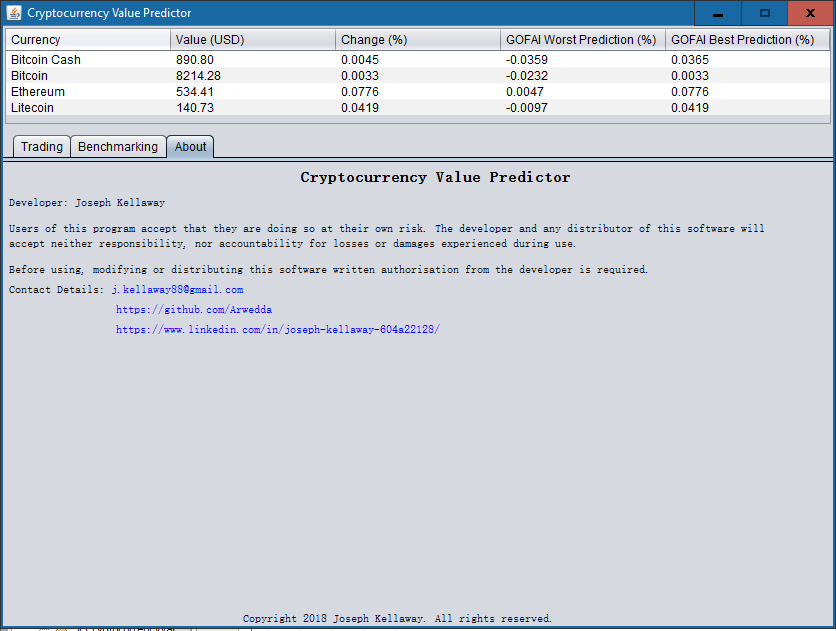 Cryptocurrency Value Predictor
Currency Value (USD) Change (%) GOFAI Worst Prediction (%) GOFAI Best Prediction (%)
Bitcoin Cash 890.80 0.0045 -0.0359 0.0365
Bitcoin 8214.28 0.0033 -0.0232 0.0033
Ethereum 534.41 0.0776 0.0047 0.0776
Litecoin 140.73 0.0419 -0.0097 0.0419
Trading Benchmarking About
Cryptocurrency Value Predictor
Developer: Joseph Kellaway
Users of this program accept that they are doing so at their own risk. The developer and any distributor of this software will
accept neither responsibility, nor accountability for losses or damages experienced during use.
Before using, modifying or distributing this software written authorisation from the developer is required.
Contact Details: j.kellaway88@gmail.com
https://github.com/Arwedda
https://www.linkedin.com/in/joseph-kellaway-604a22128/
Copyright 2018 Joseph Kellaway. All rights reserved.